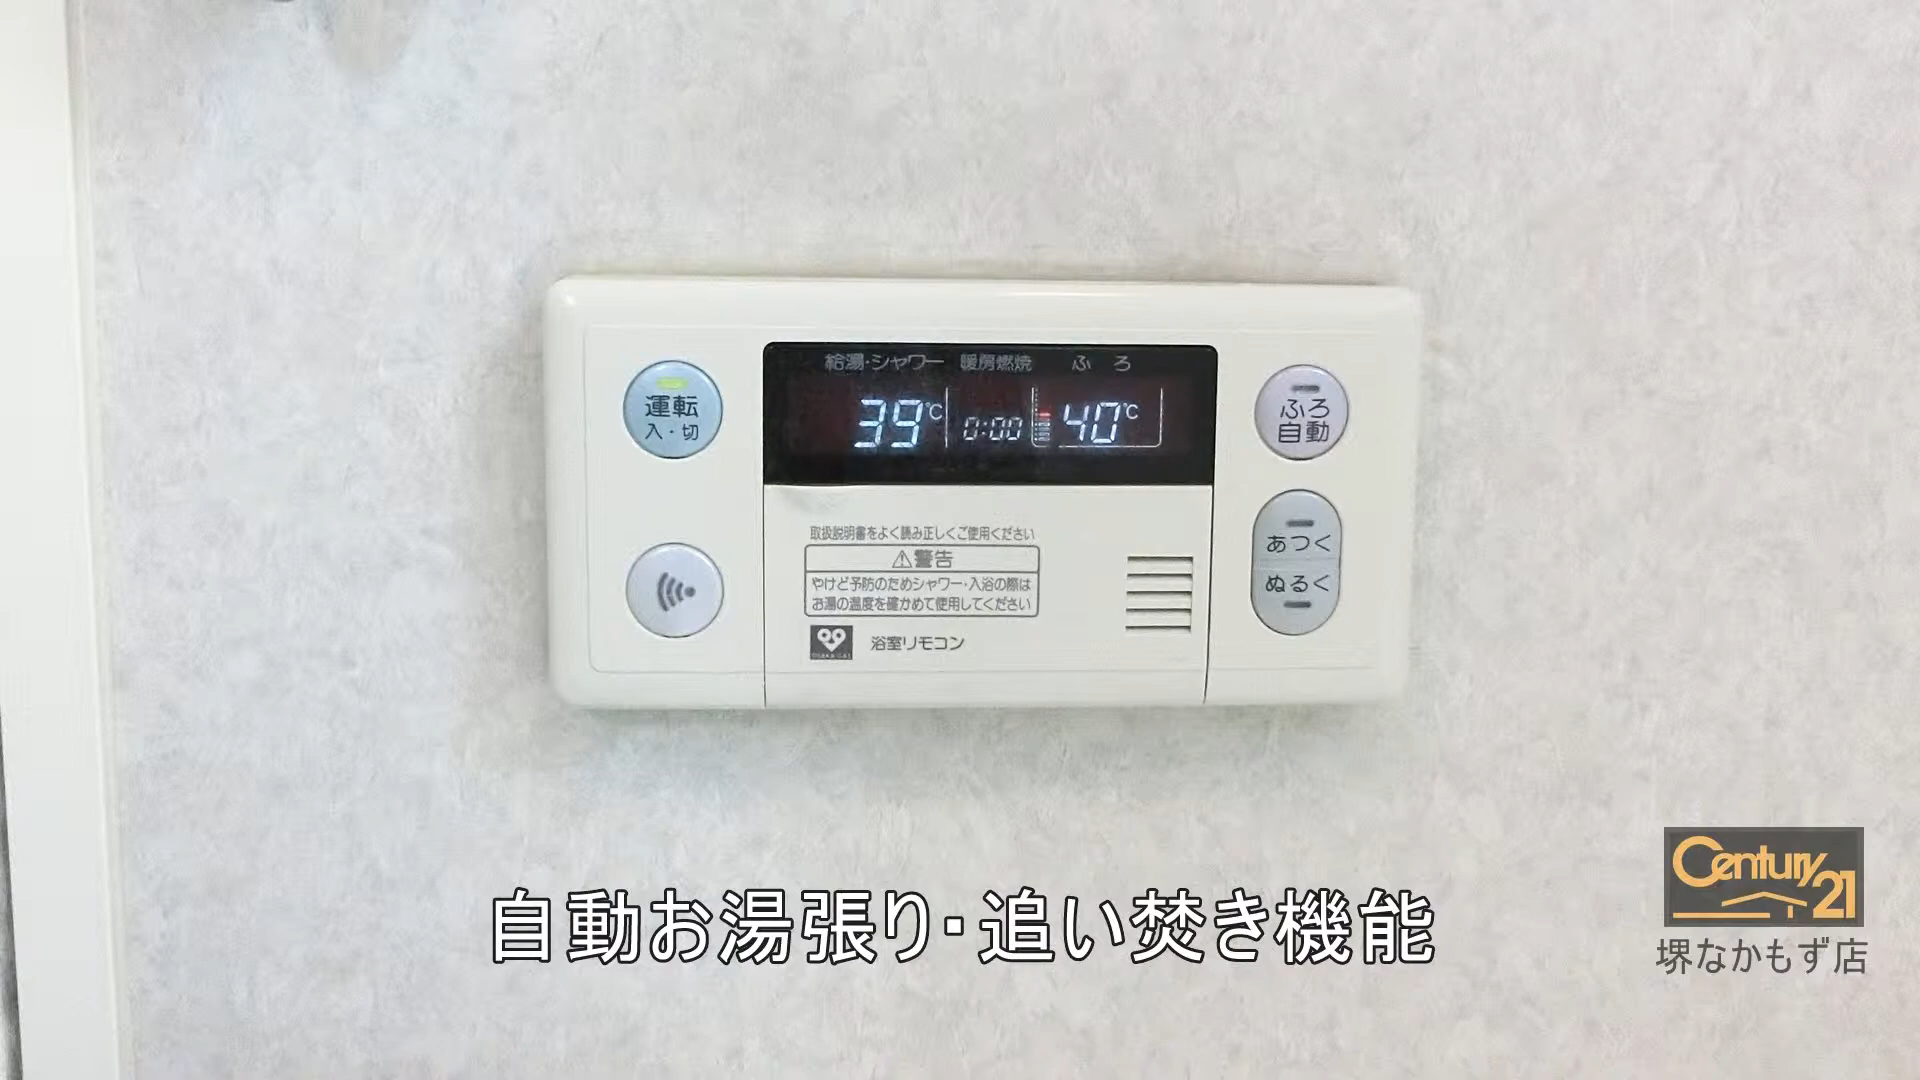 給湯・シャワー 暖房燃焼 ふろ
39℃ 0:00 40℃
運転
入・切
ふろ
自動
あつく
ぬるく
取扱説明書をよく読み正しくご使用ください
⚠警告
やけど予防のためシャワー・入浴の際は
お湯の温度を確かめて使用してください
OSAKA GAS
浴室リモコン
自動お湯張り・追い焚き機能
Century 21
堺なかもず店